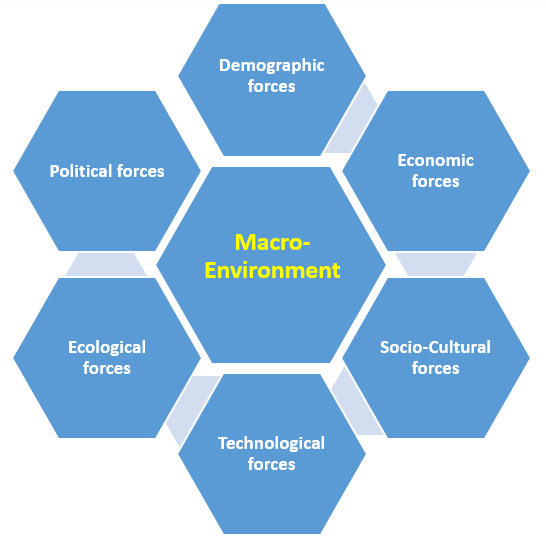 Demographic
forces
Political forces
Economic
forces
Macro-
Environment
Ecological
forces
Socio-Cultural
forces
Technological
forces